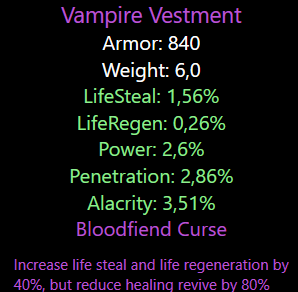 Vampire Vestment
Armor: 840
Weight: 6,0
LifeSteal: 1,56%
LifeRegen: 0,26%
Power: 2,6%
Penetration: 2,86%
Alacrity: 3,51%
Bloodfiend Curse
Increase life steal and life regeneration by
40%, but reduce healing revive by 80%